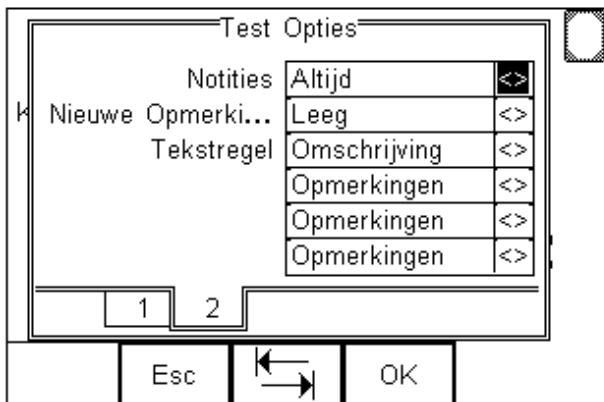 Test Opties
Notities Altijd <>
K Nieuwe Opmerki... Leeg <>
Tekstregel Omschrijving <>
Opmerkingen <>
Opmerkingen <>
Opmerkingen <>
1 2
Esc OK